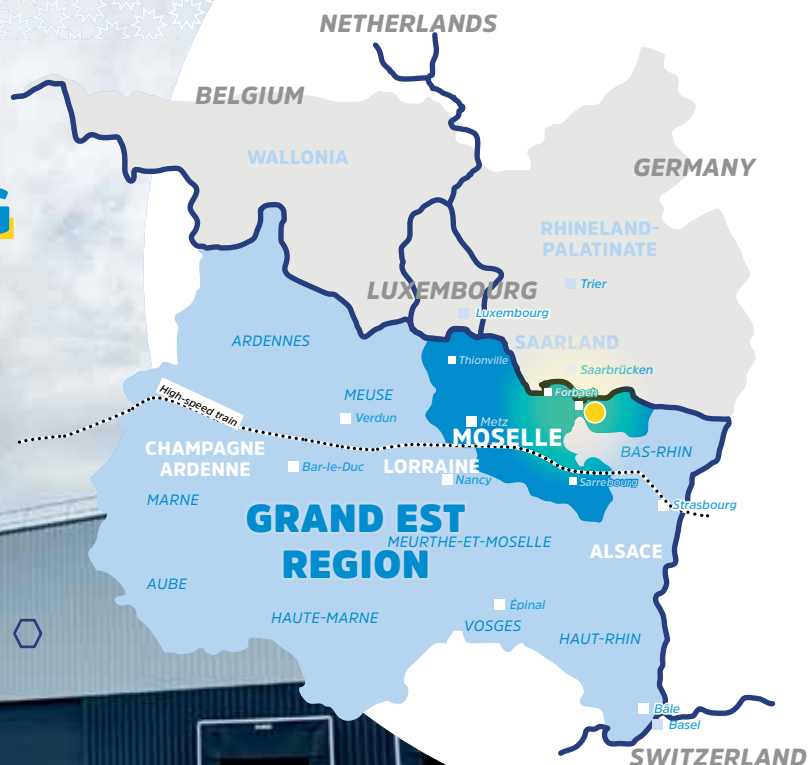 NETHERLANDS
BELGIUM
WALLONIA
GERMANY
RHINELAND-
PALATINATE
Trier
LUXEMBOURG
Luxembourg
SAARLAND
ARDENNES
Thionville
Saarbrücken
Forbach
MEUSE
High-speed train
Verdun
Metz
MOSELLE
CHAMPAGNE
ARDENNE
BAS-RHIN
LORRAINE
Bar-le-Duc
Nancy
Sarrebourg
MARNE
Strasbourg
GRAND EST
REGION
MEURTHE-ET-MOSELLE
ALSACE
AUBE
Épinal
HAUTE-MARNE
VOSGES
HAUT-RHIN
Bâle
Basel
SWITZERLAND